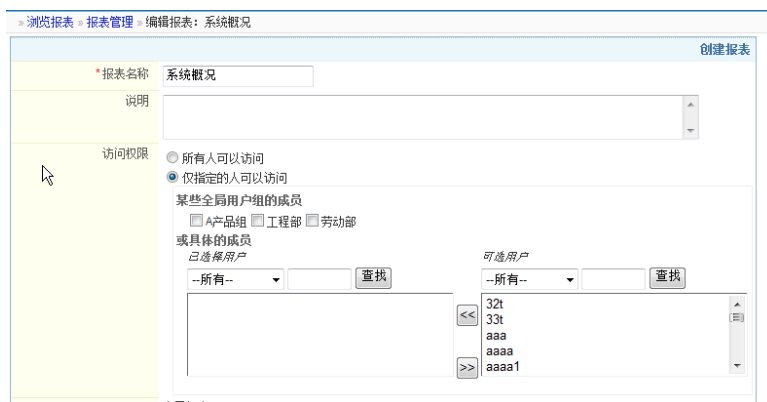 » 浏览报表 » 报表管理 » 编辑报表：系统概况
创建报表
*报表名称 系统概况
说明
访问权限 所有人可以访问
仅指定的人可以访问
某些全局用户组的成员
A产品组 工程部 劳动部
或具体的成员
已选择用户 可选用户
--所有-- 查找 --所有-- 查找
<<
>>
32t
33t
aaa
aaaa
aaaa1